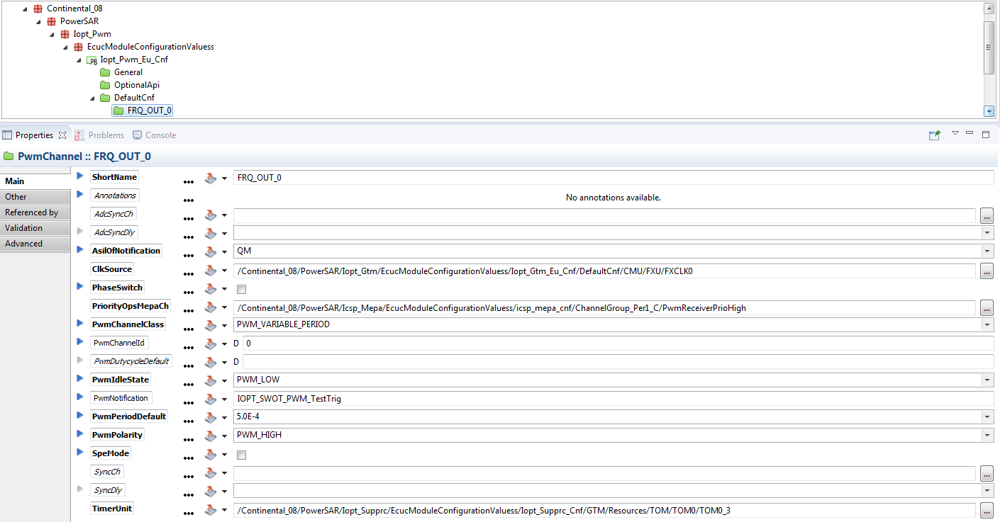 Continental_08
PowerSAR
Iopt_Pwm
EcucModuleConfigurationValuess
Iopt_Pwm_Eu_Cnf
General
OptionalApi
DefaultCnf
FRQ_OUT_0
Properties Problems Console
PwmChannel :: FRQ_OUT_0
Main
Other
Referenced by
Validation
Advanced
ShortName FRQ_OUT_0
Annotations No annotations available.
AdcSyncCh ...
AdcSyncDly
AsilOfNotification QM
ClkSource /Continental_08/PowerSAR/Iopt_Gtm/EcucModuleConfigurationValuess/Iopt_Gtm_Eu_Cnf/DefaultCnf/CMU/FXU/FXCLK0 ...
PhaseSwitch
PriorityOpsMepaCh /Continental_08/PowerSAR/Icsp_Mepa/EcucModuleConfigurationValuess/icsp_mepa_cnf/ChannelGroup_Per1_C/PwmReceiverPrioHigh ...
PwmChannelClass PWM_VARIABLE_PERIOD
PwmChannelId D 0
PwmDutycycleDefault D
PwmIdleState PWM_LOW
PwmNotification IOPT_SWOT_PWM_TestTrig
PwmPeriodDefault 5.0E-4
PwmPolarity PWM_HIGH
SpeMode
SyncCh ...
SyncDly
TimerUnit /Continental_08/PowerSAR/Iopt_Supprc/EcucModuleConfigurationValuess/Iopt_Supprc_Cnf/GTM/Resources/TOM/TOM0/TOM0_3 ...